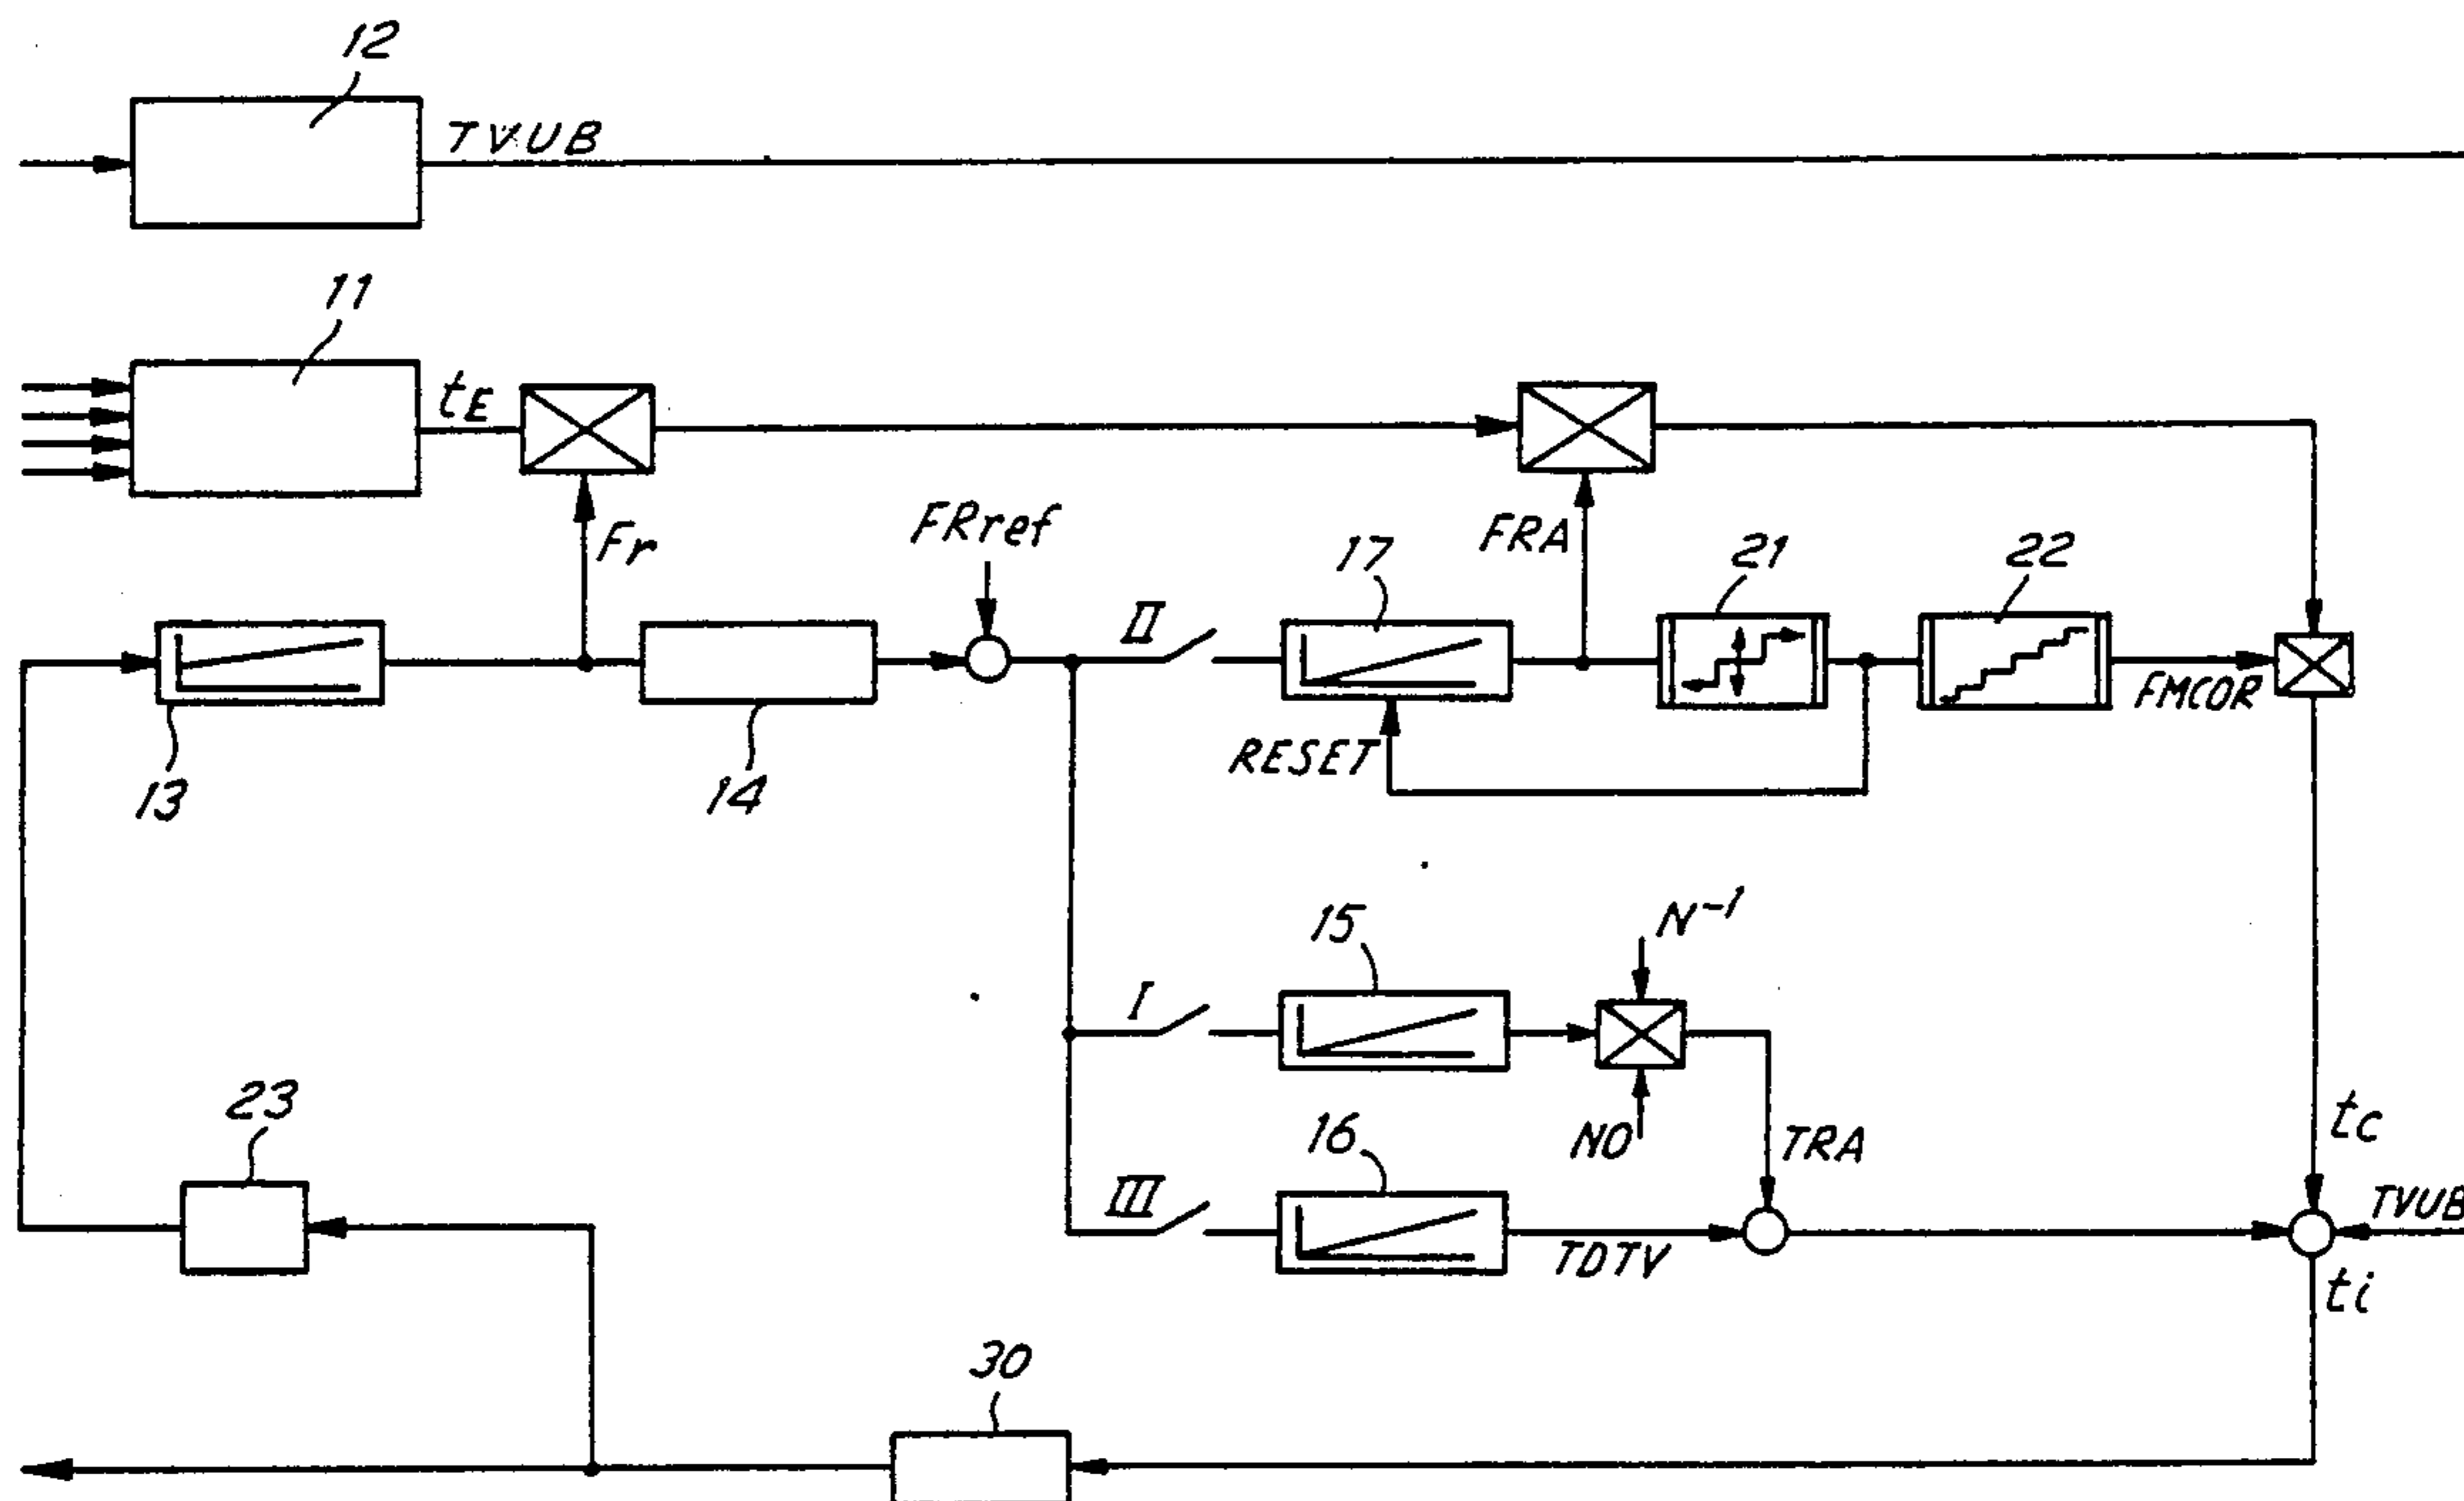 12
TVUB
11
tE
Fr
FRref
FRA
17
21
22
II
FMCOR
RESET
13
14
15
N⁻¹
I
23
NO
TRA
tc
16
III
TVUB
TDTV
ti
30